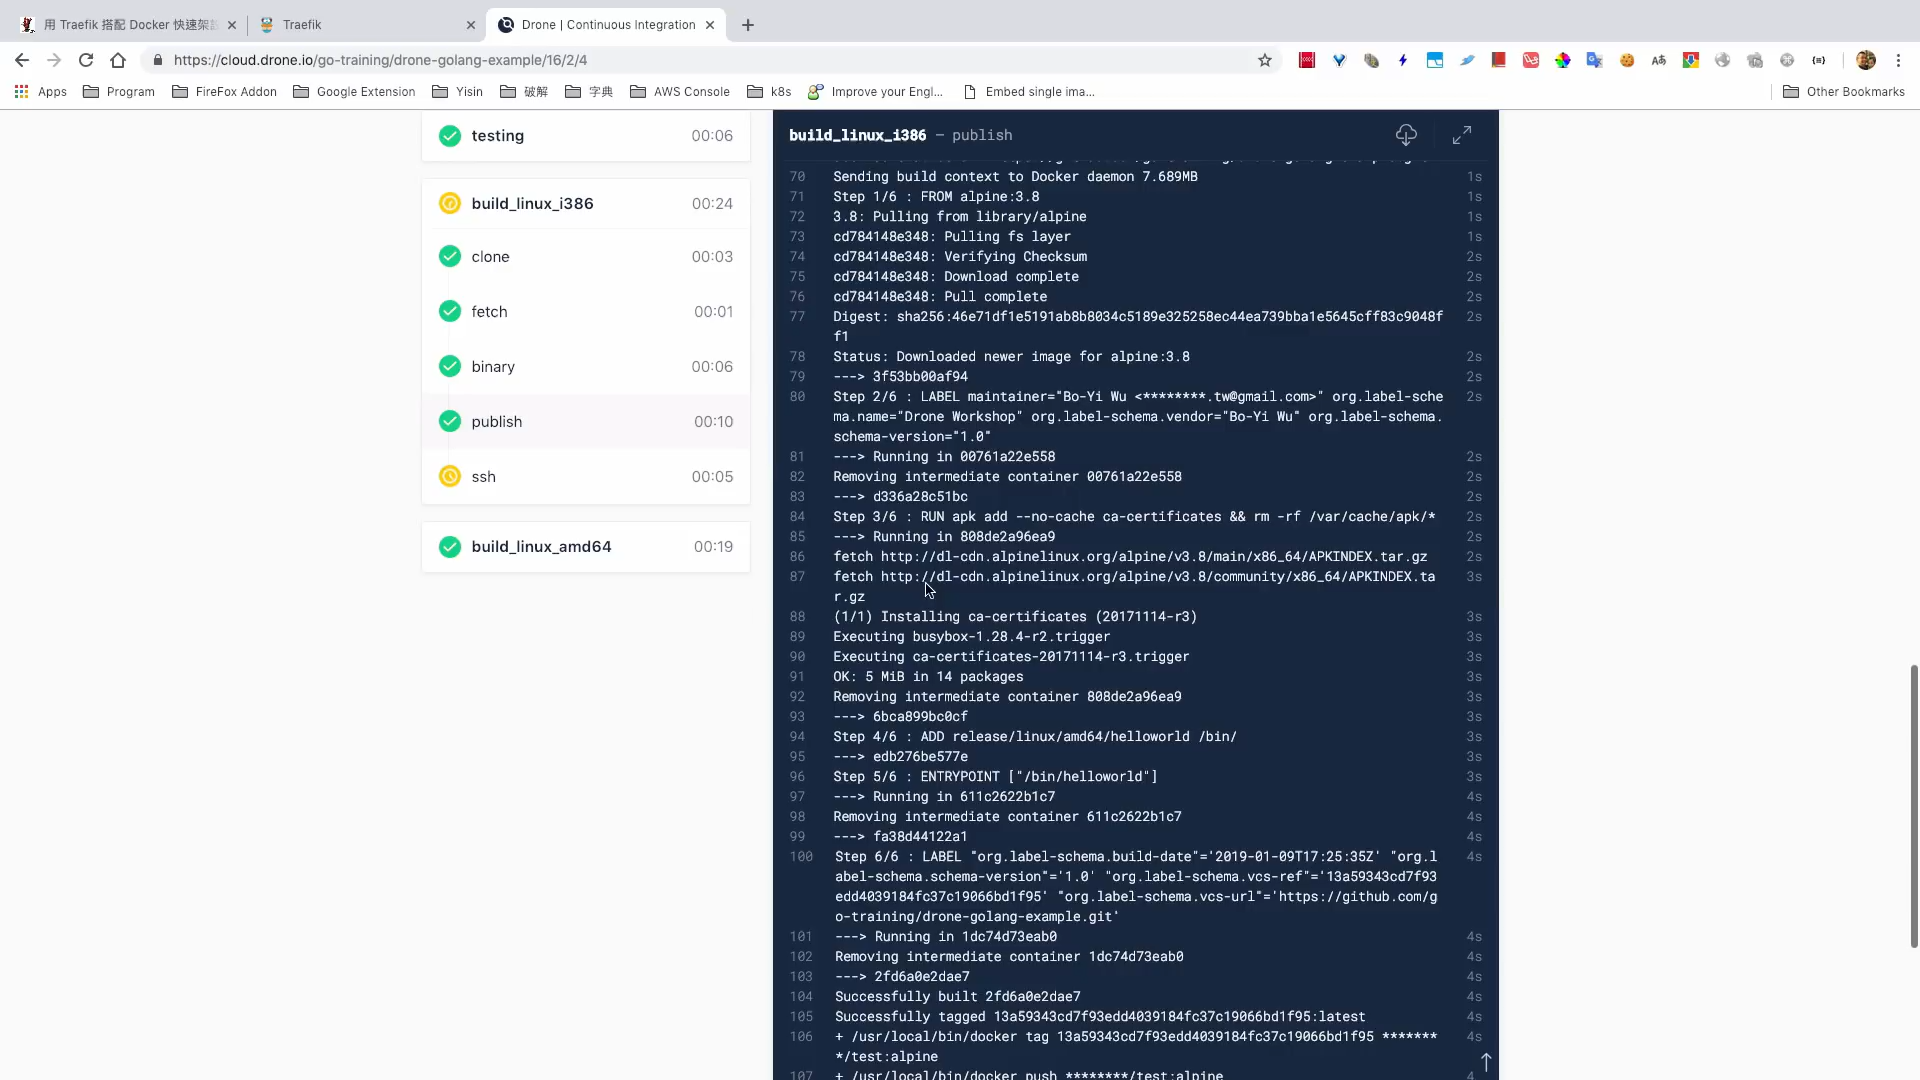 用 Traefik 搭配 Docker 快速架設
Traefik
Drone | Continuous Integration
https://cloud.drone.io/go-training/drone-golang-example/16/2/4
Apps
Program
FireFox Addon
Google Extension
Yisin
破解
字典
AWS Console
k8s
Improve your Engl...
Embed single ima...
Other Bookmarks
testing 00:06
build_linux_i386 00:24
clone 00:03
fetch 00:01
binary 00:06
publish 00:10
ssh 00:05
build_linux_amd64 00:19
build_linux_i386 — publish
70 Sending build context to Docker daemon 7.689MB 1s
71 Step 1/6 : FROM alpine:3.8 1s
72 3.8: Pulling from library/alpine 1s
73 cd784148e348: Pulling fs layer 1s
74 cd784148e348: Verifying Checksum 2s
75 cd784148e348: Download complete 2s
76 cd784148e348: Pull complete 2s
77 Digest: sha256:46e71df1e5191ab8b8034c5189e325258ec44ea739bba1e5645cff83c9048f 2s
f1
78 Status: Downloaded newer image for alpine:3.8 2s
79 ---> 3f53bb00af94 2s
80 Step 2/6 : LABEL maintainer="Bo-Yi Wu <********.tw@gmail.com>" org.label-sche 2s
ma.name="Drone Workshop" org.label-schema.vendor="Bo-Yi Wu" org.label-schema.
schema-version="1.0"
81 ---> Running in 00761a22e558 2s
82 Removing intermediate container 00761a22e558 2s
83 ---> d336a28c51bc 2s
84 Step 3/6 : RUN apk add --no-cache ca-certificates && rm -rf /var/cache/apk/* 2s
85 ---> Running in 808de2a96ea9 2s
86 fetch http://dl-cdn.alpinelinux.org/alpine/v3.8/main/x86_64/APKINDEX.tar.gz 2s
87 fetch http://dl-cdn.alpinelinux.org/alpine/v3.8/community/x86_64/APKINDEX.ta 3s
r.gz
88 (1/1) Installing ca-certificates (20171114-r3) 3s
89 Executing busybox-1.28.4-r2.trigger 3s
90 Executing ca-certificates-20171114-r3.trigger 3s
91 OK: 5 MiB in 14 packages 3s
92 Removing intermediate container 808de2a96ea9 3s
93 ---> 6bca899bc0cf 3s
94 Step 4/6 : ADD release/linux/amd64/helloworld /bin/ 3s
95 ---> edb276be577e 3s
96 Step 5/6 : ENTRYPOINT ["/bin/helloworld"] 3s
97 ---> Running in 611c2622b1c7 4s
98 Removing intermediate container 611c2622b1c7 4s
99 ---> fa38d44122a1 4s
100 Step 6/6 : LABEL "org.label-schema.build-date"='2019-01-09T17:25:35Z' "org.l 4s
abel-schema.schema-version"='1.0' "org.label-schema.vcs-ref"='13a59343cd7f93
edd4039184fc37c19066bd1f95' "org.label-schema.vcs-url"='https://github.com/g
o-training/drone-golang-example.git'
101 ---> Running in 1dc74d73eab0 4s
102 Removing intermediate container 1dc74d73eab0 4s
103 ---> 2fd6a0e2dae7 4s
104 Successfully built 2fd6a0e2dae7 4s
105 Successfully tagged 13a59343cd7f93edd4039184fc37c19066bd1f95:latest 4s
106 + /usr/local/bin/docker tag 13a59343cd7f93edd4039184fc37c19066bd1f95 ******* 4s
*/test:alpine
107 + /usr/local/bin/docker push ********/test:alpine 4